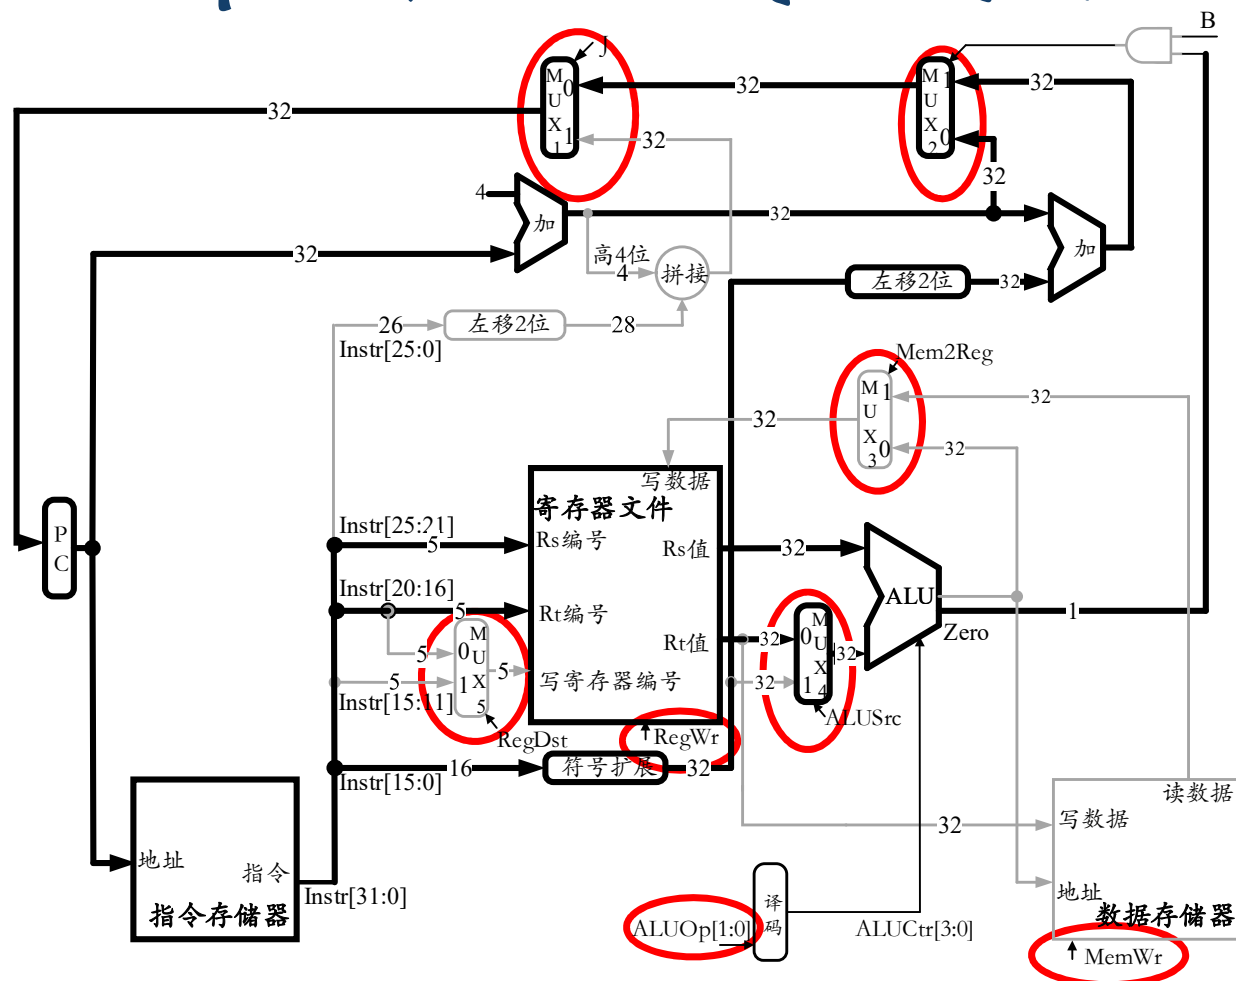 B
J
M
0
U
X
1
1
32
32
M
1
U
X
0
2
32
32
32
4
加
32
32
高4位
4
拼接
左移2位
32
加
26
左移2位
28
Instr[25:0]
Mem2Reg
M
1
U
X
0
3
32
32
32
写数据
寄存器文件
P
C
Instr[25:21]
5
Rs编号
Rs值
32
ALU
Instr[20:16]
5
Rt编号
Rt值
32
0
M
U
X
1
4
32
32
Zero
1
5
0
M
U
1
X
5
5
5
写寄存器编号
Instr[15:11]
RegDst
RegWr
ALUSrc
Instr[15:0]
16
符号扩展
32
读数据
写数据
32
地址
指令
Instr[31:0]
指令存储器
地址
数据存储器
译
码
ALUOp[1:0]
ALUCtr[3:0]
MemWr